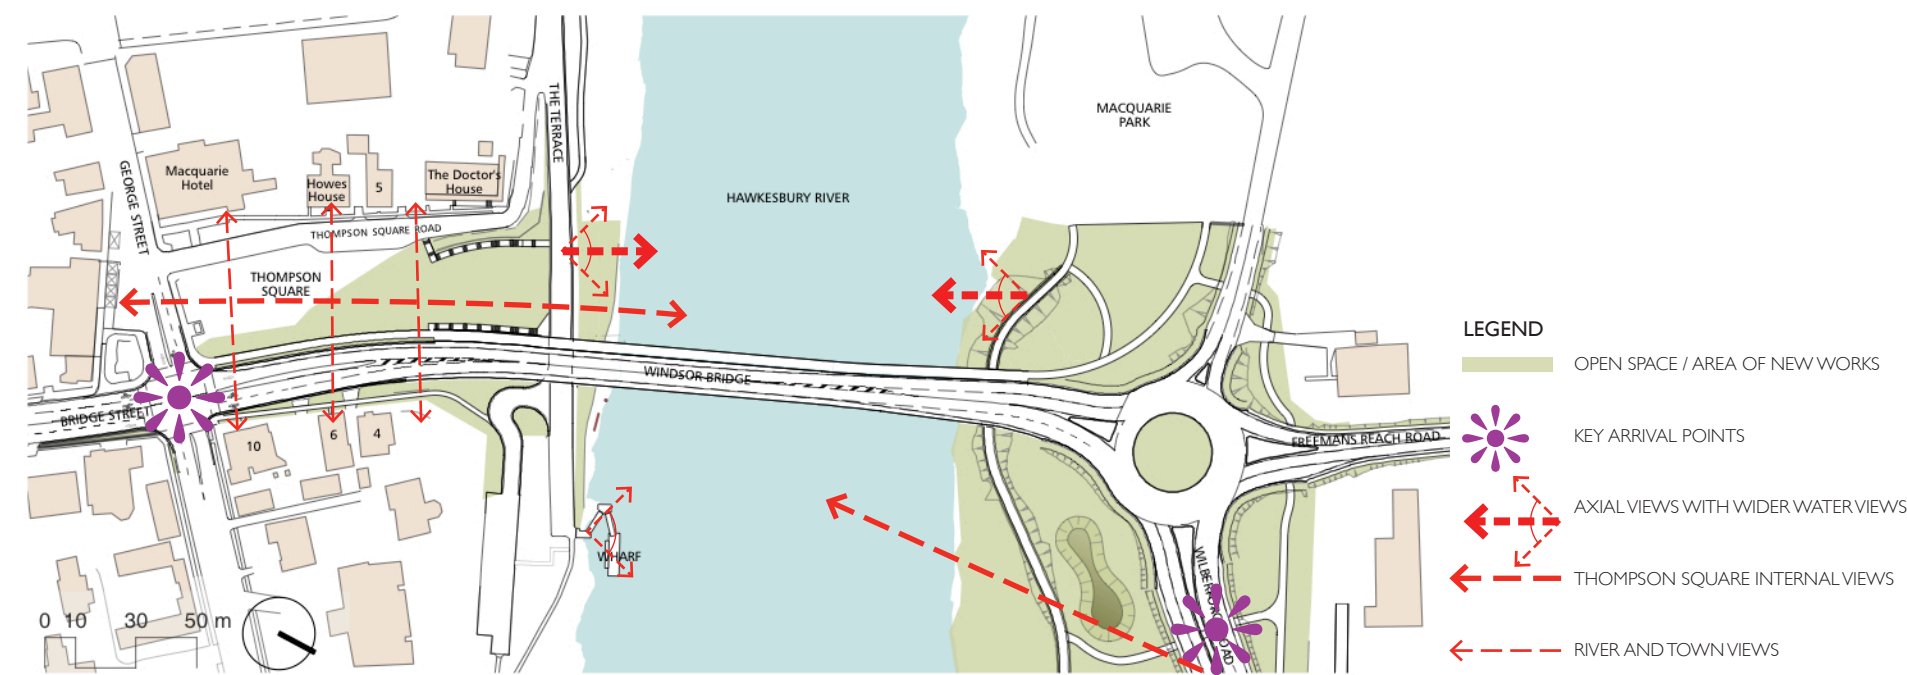 MACQUARIE
PARK
THE TERRACE
GEORGE STREET
Macquarie
Hotel
Howes
House
5
The Doctor's
House
HAWKESBURY RIVER
THOMPSON SQUARE ROAD
THOMPSON
SQUARE
WINDSOR BRIDGE
BRIDGE STREET
10
6
4
FREEMANS REACH ROAD
WHARF
0 10 30 50 m
LEGEND
OPEN SPACE / AREA OF NEW WORKS
KEY ARRIVAL POINTS
AXIAL VIEWS WITH WIDER WATER VIEWS
THOMPSON SQUARE INTERNAL VIEWS
RIVER AND TOWN VIEWS